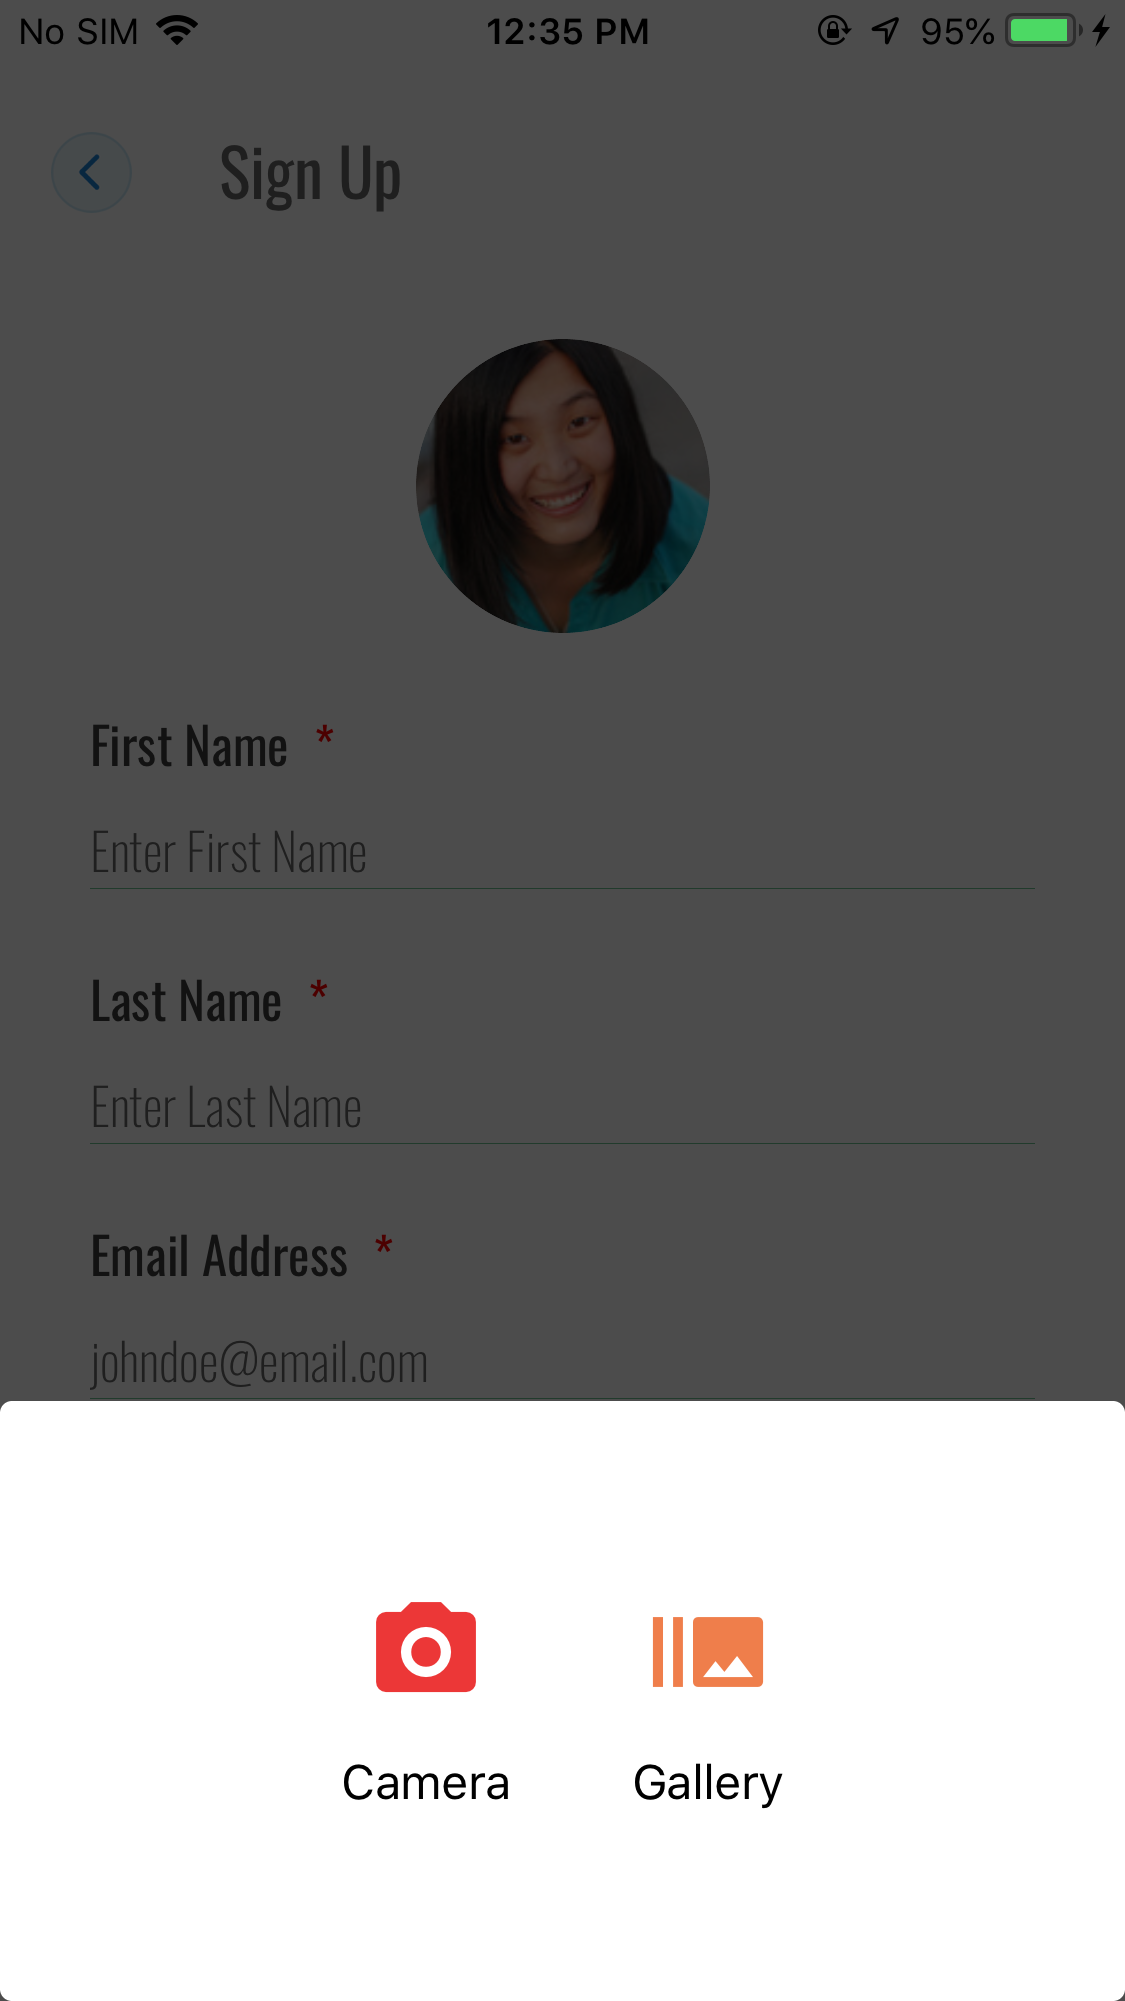 No SIM 12:35 PM 95%
Sign Up
First Name *
Enter First Name
Last Name *
Enter Last Name
Email Address *
johndoe@email.com
Camera Gallery